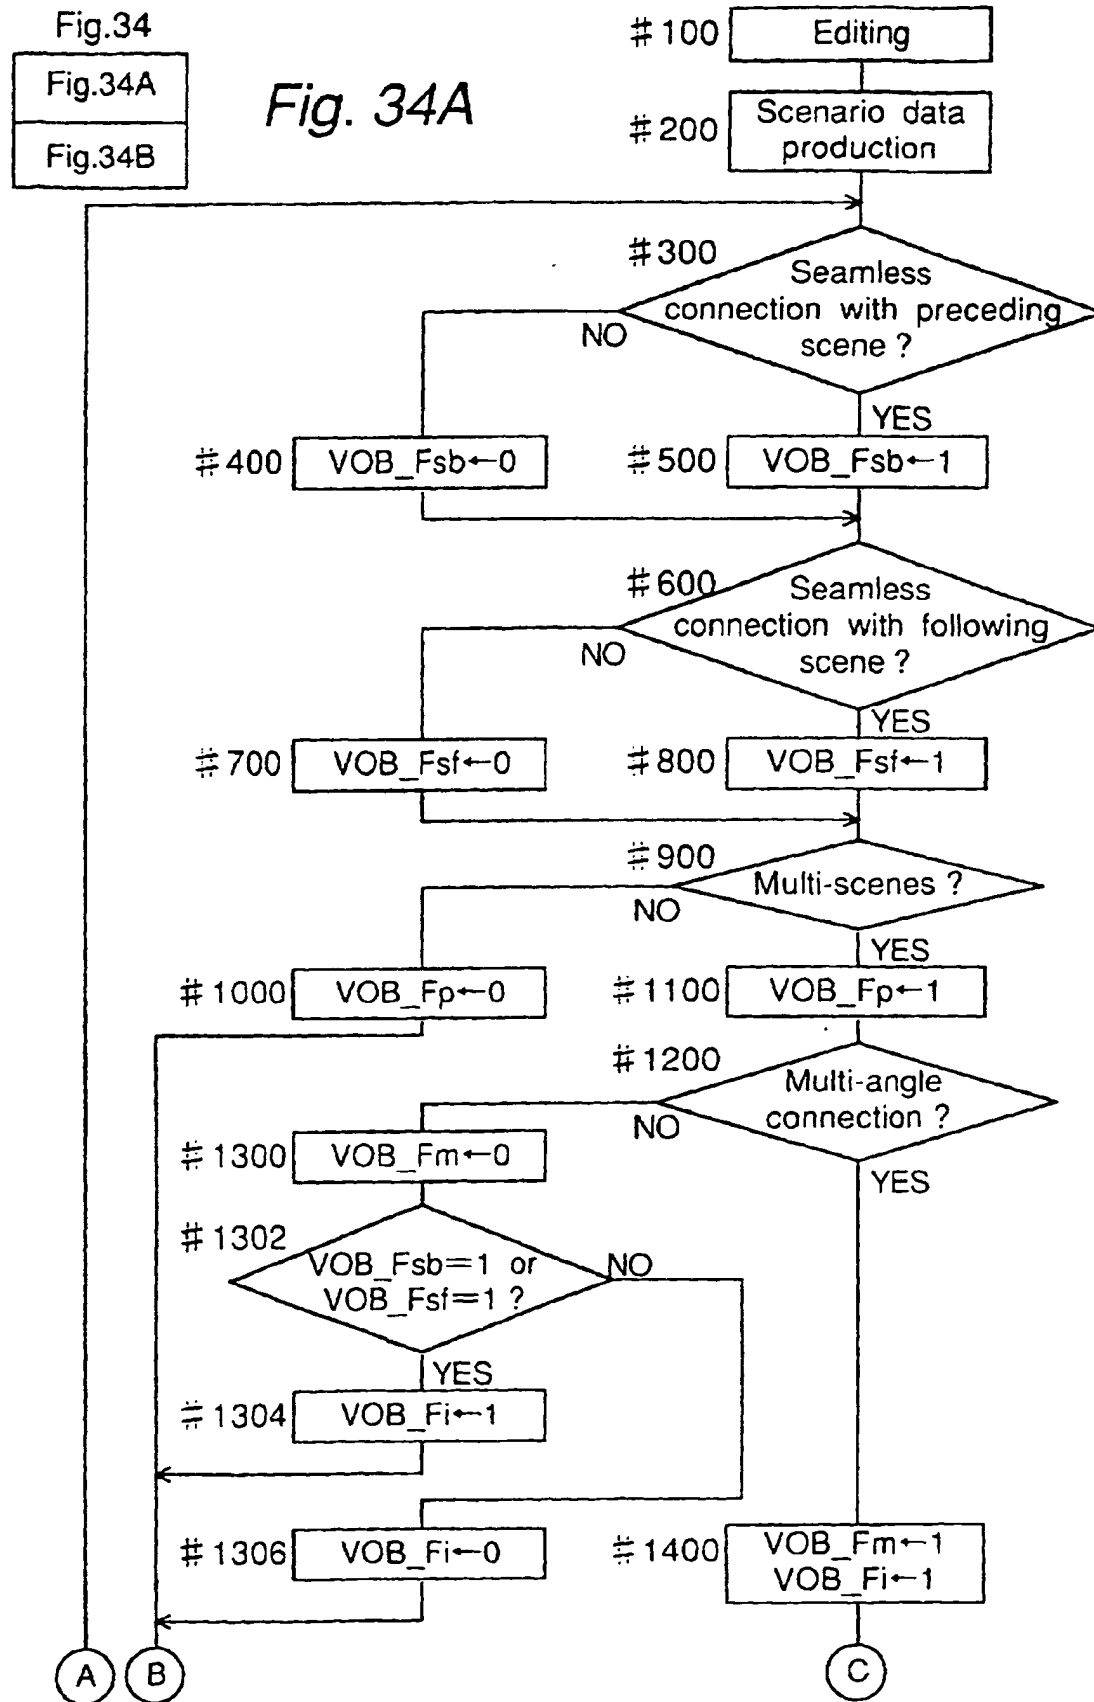 Fig.34
Fig.34A
Fig.34B
Fig. 34A
#100
Editing
#200
Scenario data
production
#300
Seamless
connection with preceding
scene ?
NO
YES
#400
VOB_Fsb←0
#500
VOB_Fsb←1
#600
Seamless
connection with following
scene ?
NO
YES
#700
VOB_Fsf←0
#800
VOB_Fsf←1
#900
Multi-scenes ?
NO
YES
#1000
VOB_Fp←0
#1100
VOB_Fp←1
#1200
Multi-angle
connection ?
NO
YES
#1300
VOB_Fm←0
#1302
VOB_Fsb=1 or
VOB_Fsf=1 ?
NO
YES
#1304
VOB_Fi←1
#1306
VOB_Fi←0
#1400
VOB_Fm←1
VOB_Fi←1
A
B
C